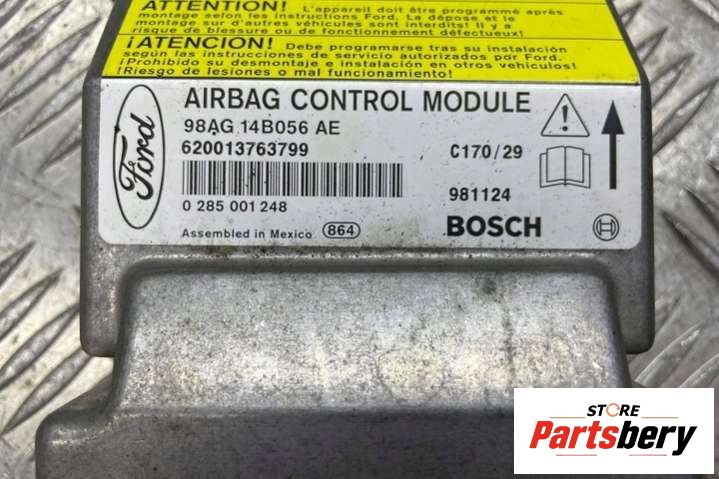 ATTENTION! L'appareil doit être programmé après
montage selon les instructions Ford. La dépose et le
montage sur d'autres véhicules sont interdits! Il y a
risque de blessure ou de fonctionnement défectueux!
¡ATENCION! Debe programarse tras su instalación
según las instrucciones de servicio autorizados por Ford.
¡Prohibido su desmontaje e instalación en otros vehículos!
¡Riesgo de lesiones o mal funcionamiento!
Ford
AIRBAG CONTROL MODULE
98AG 14B056 AE
620013763799
C170/29
0 285 001 248
981124
Assembled in Mexico 864
BOSCH
STORE
Partsbery